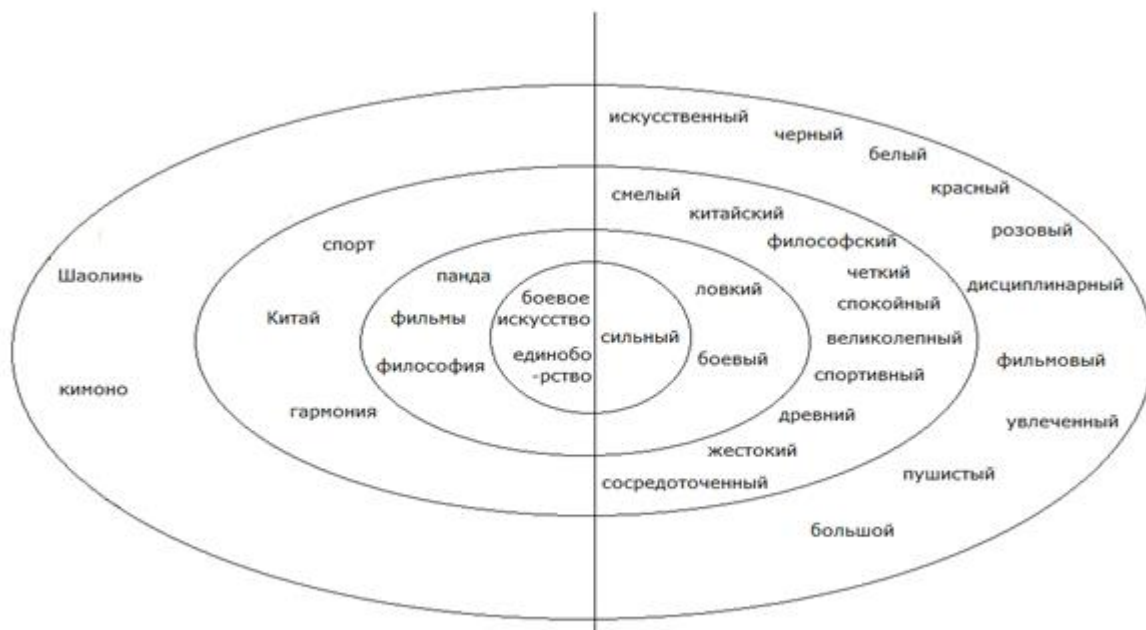 искусственный
черный
белый
красный
розовый
дисциплинарный
фильмовый
увлеченный
пушистый
большой
смелый
китайский
философский
четкий
спокойный
великолепный
спортивный
древний
жестокий
сосредоточенный
ловкий
боевый
сильный
боевое
искусство
единобо
-рство
панда
фильмы
философия
спорт
Китай
гармония
Шаолинь
кимоно